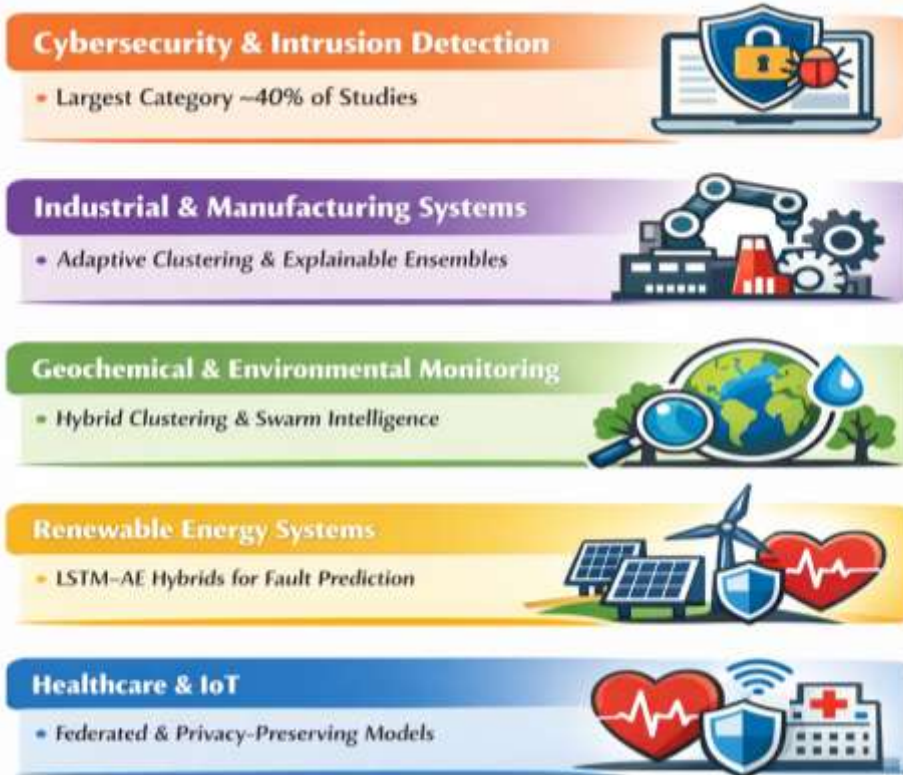 Cybersecurity & Intrusion Detection
• Largest Category ~40% of Studies
Industrial & Manufacturing Systems
• Adaptive Clustering & Explainable Ensembles
Geochemical & Environmental Monitoring
• Hybrid Clustering & Swarm Intelligence
Renewable Energy Systems
• LSTM–AE Hybrids for Fault Prediction
Healthcare & IoT
• Federated & Privacy-Preserving Models